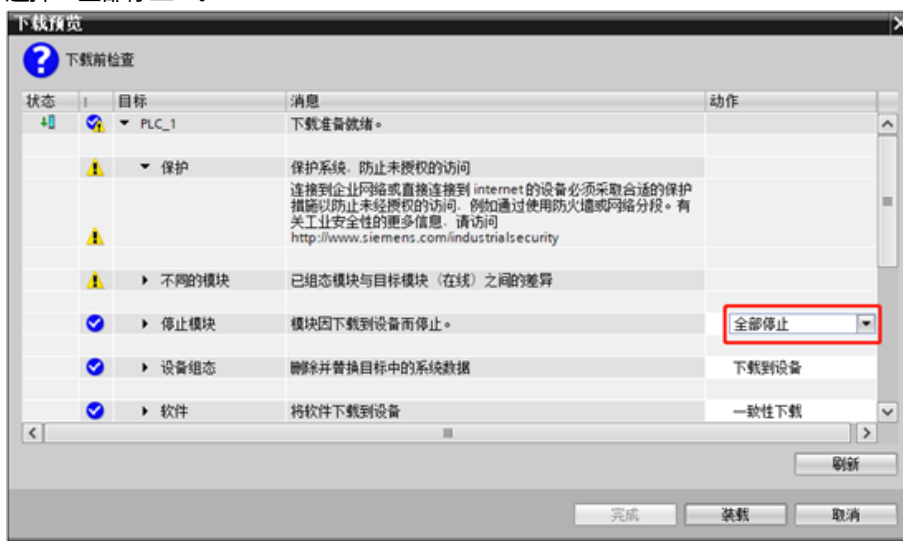 下载预览
下载前检查
状态 ! 目标 消息 动作
PLC_1 下载准备就绪。
保护 保护系统，防止未授权的访问
连接到企业网络或直接连接到 internet 的设备必须采取合适的保护
措施以防止未经授权的访问，例如通过使用防火墙或网络分段。有
关工业安全性的更多信息，请访问
http://www.siemens.com/industrialsecurity
不同的模块 已组态模块与目标模块（在线）之间的差异
停止模块 模块因下载到设备而停止。 全部停止
设备组态 删除并替换目标中的系统数据 下载到设备
软件 将软件下载到设备 一致性下载
刷新
完成 装载 取消